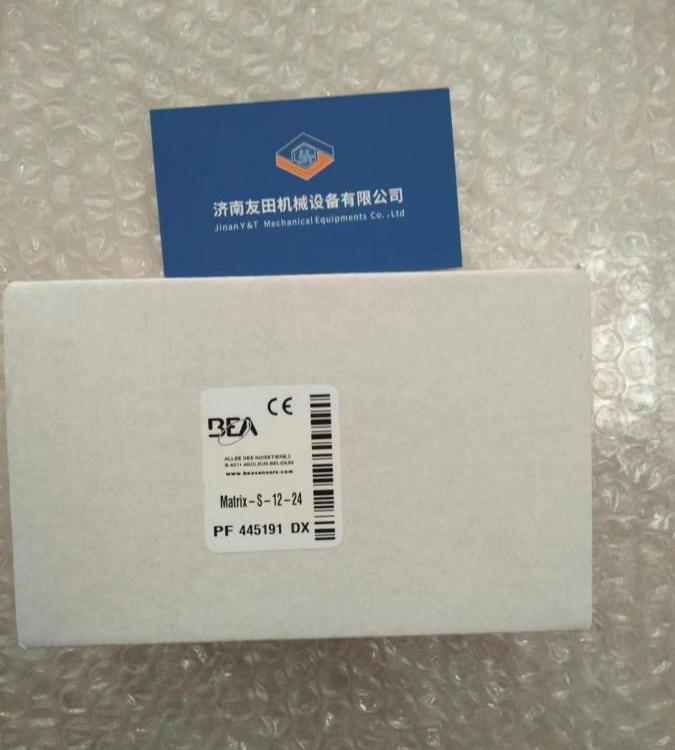 济南友田机械设备有限公司
Jinan Y&T Mechanical Equipments Co.,Ltd
CE
BEA
ALLEE DES NOISETIERS 5
B-4031 ANGLEUR BELGIUM
www.beasensors.com
Matrix-S-12-24
PF 445191 DX